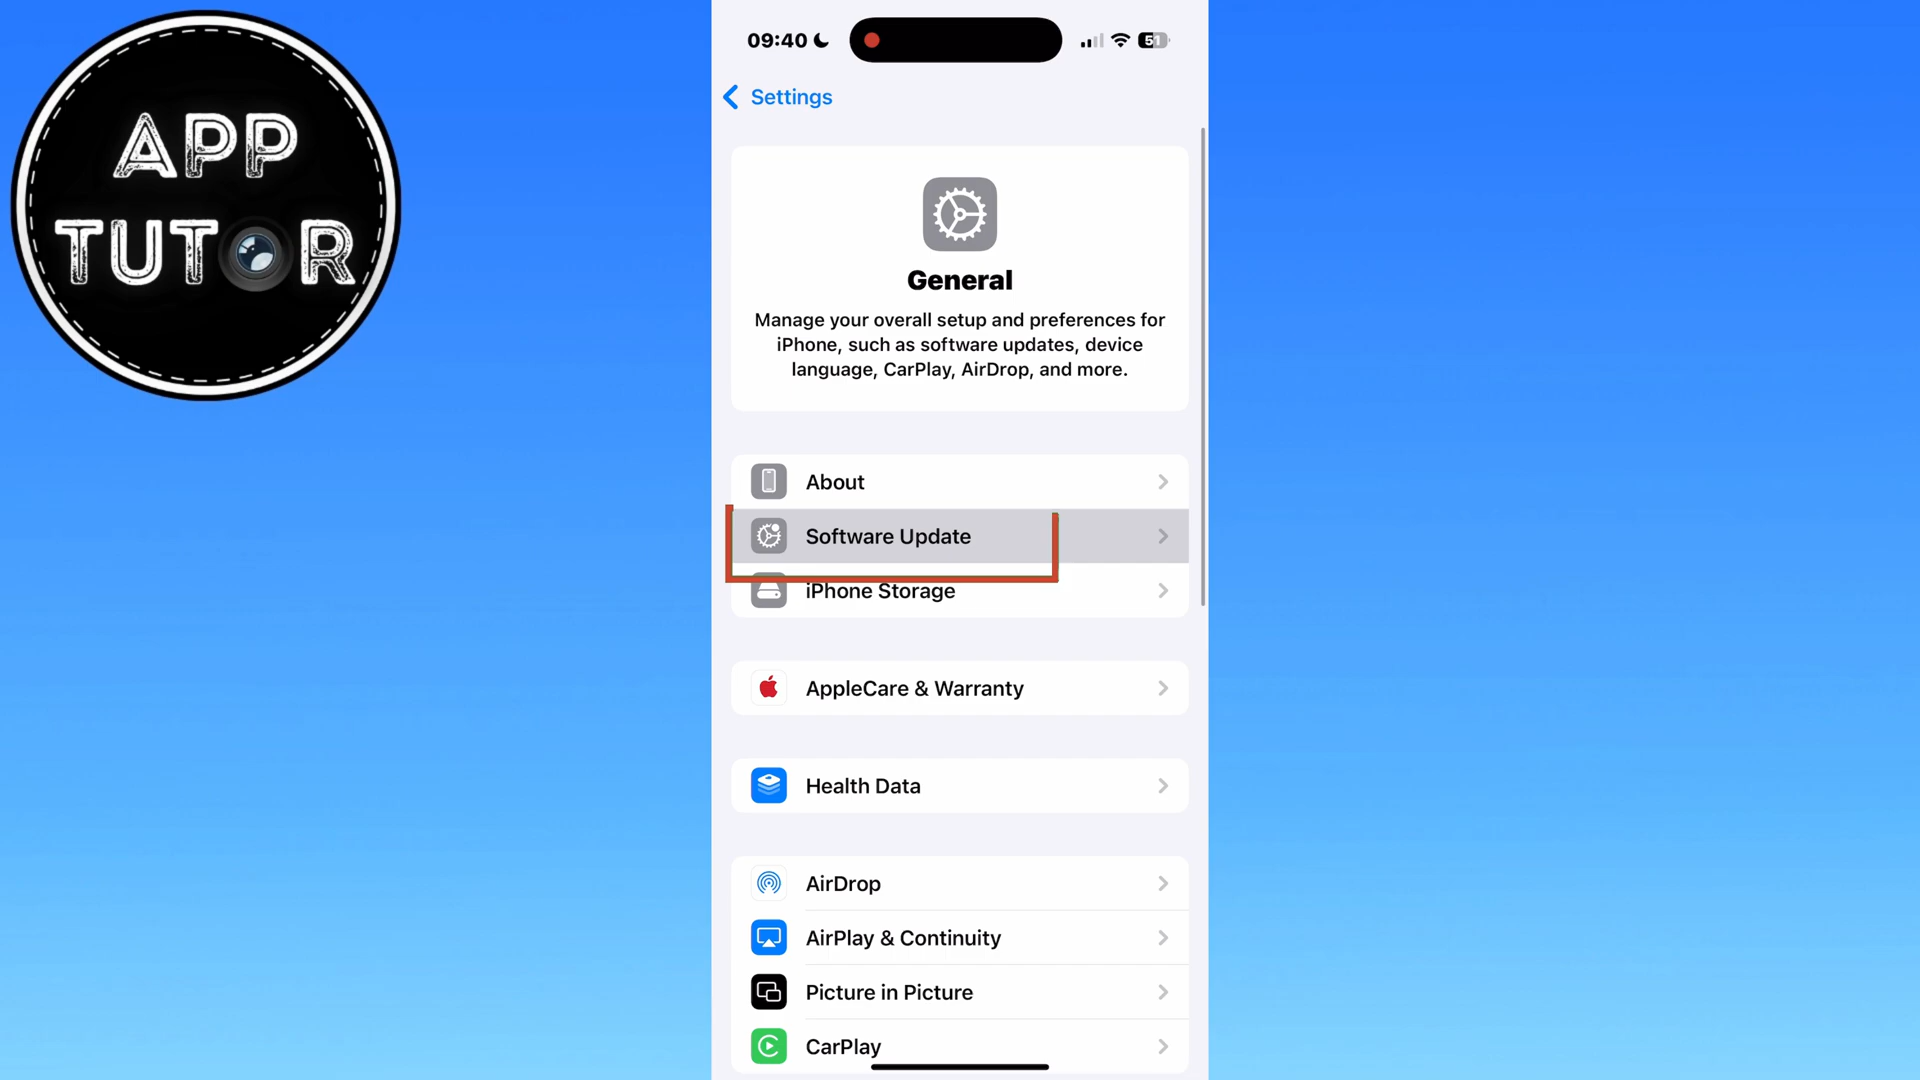 APP
TUTOR
09:40
51
Settings
General
Manage your overall setup and preferences for
iPhone, such as software updates, device
language, CarPlay, AirDrop, and more.
About
Software Update
iPhone Storage
AppleCare & Warranty
Health Data
AirDrop
AirPlay & Continuity
Picture in Picture
CarPlay